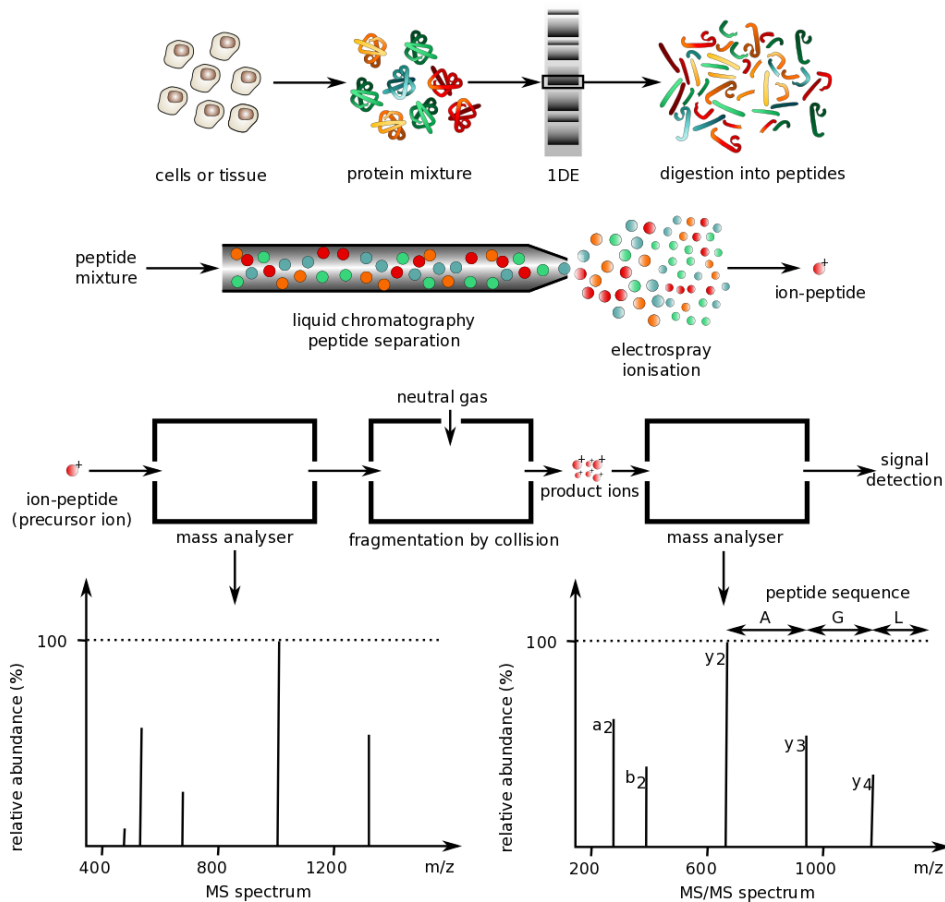 cells or tissue
protein mixture
1DE
digestion into peptides
peptide
mixture
liquid chromatography
peptide separation
electrospray
ionisation
+
ion-peptide
neutral gas
+
ion-peptide
(precursor ion)
mass analyser
fragmentation by collision
+ + +
+ + +
product ions
mass analyser
signal
detection
relative abundance (%)
100
400 800 1200 m/z
MS spectrum
peptide sequence
A G L
relative abundance (%)
100
a2
b2
y2
y3
y4
200 600 1000 m/z
MS/MS spectrum